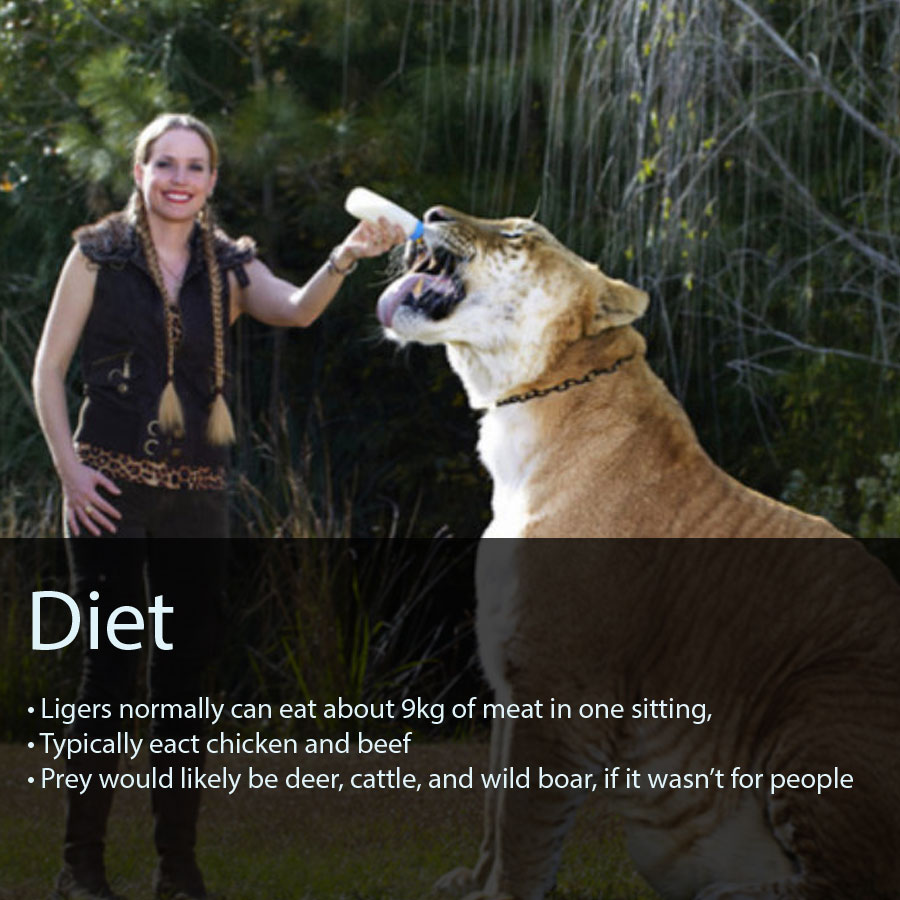 Diet
• Ligers normally can eat about 9kg of meat in one sitting,
• Typically eact chicken and beef
• Prey would likely be deer, cattle, and wild boar, if it wasn’t for people